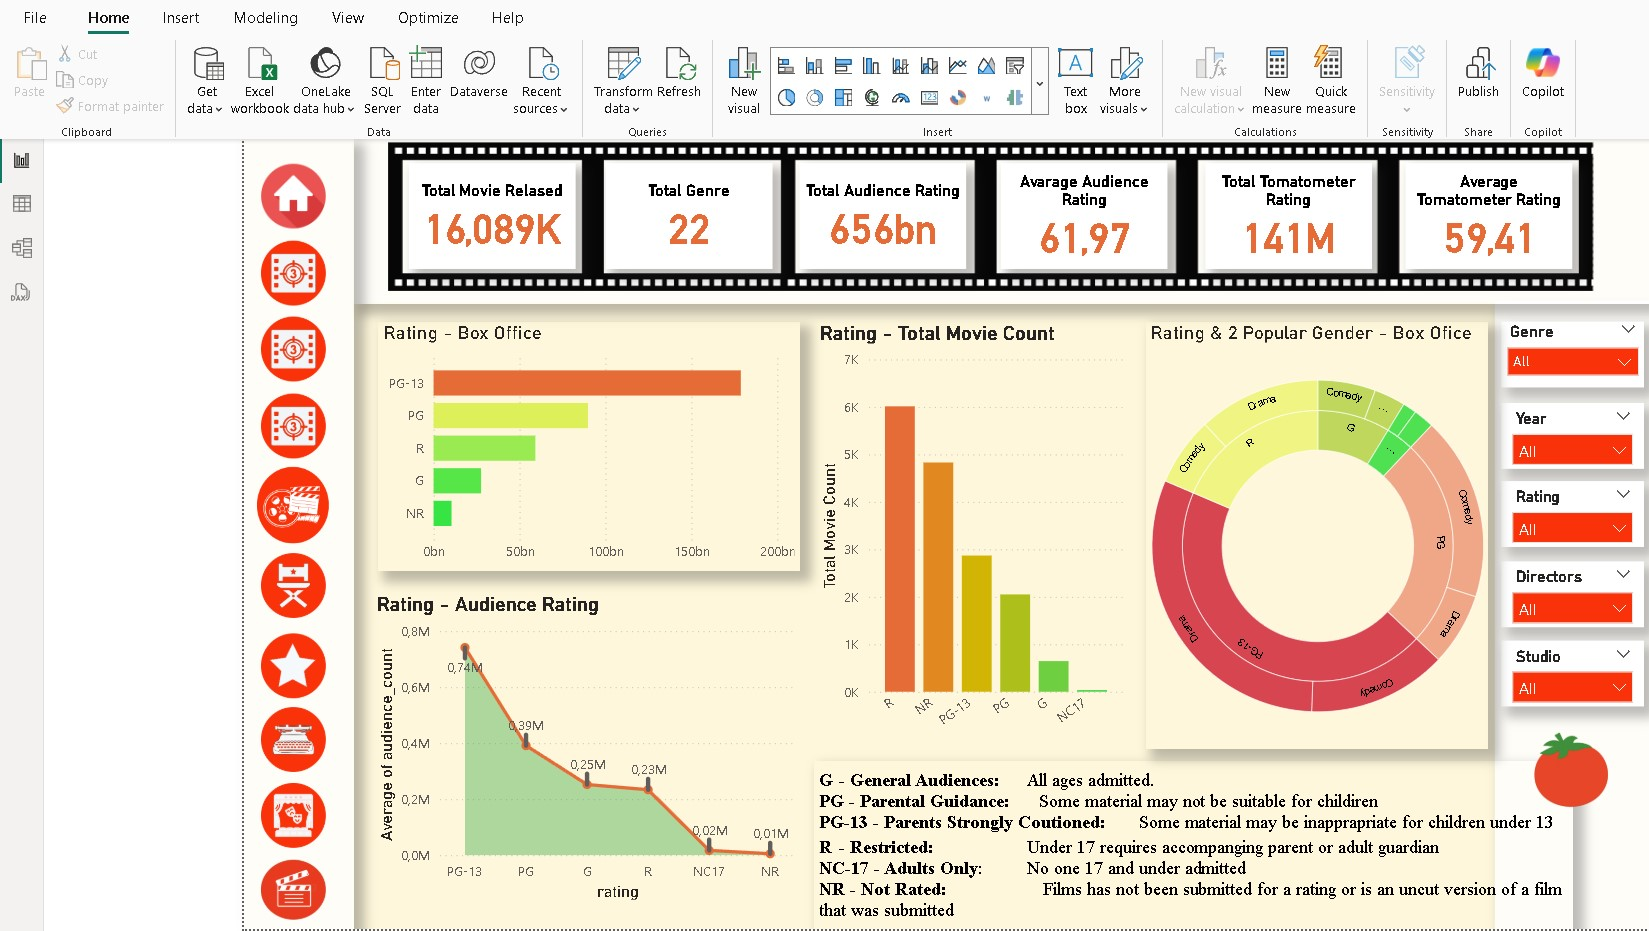 File Home Insert Modeling View Optimize Help
Paste
Cut
Copy
Format painter
Clipboard
Get data
Excel workbook
OneLake data hub
SQL Server
Enter data
Dataverse
Recent sources
Data
Transform data
Refresh
Queries
New visual
Text box
More visuals
Insert
New visual calculation
New measure
Quick measure
Calculations
Sensitivity
Sensitivity
Publish
Share
Copilot
Copilot
DAX
Total Movie Relased
16,089K
Total Genre
22
Total Audience Rating
656bn
Avarage Audience
Rating
61,97
Total Tomatometer
Rating
141M
Average
Tomatometer Rating
59,41
3
3
3
Rating - Box Office
PG-13
PG
R
G
NR
0bn 50bn 100bn 150bn 200bn
Rating - Total Movie Count
Total Movie Count
7K
6K
5K
4K
3K
2K
1K
0K
R NR PG-13 PG G NC17
Rating & 2 Popular Gender - Box Ofice
Comedy
...
G
...
Comedy
PG
Drama
Comedy
PG-13
Drama
Comedy
R
Drama
Genre
All
Year
All
Rating
All
Directors
All
Studio
All
Rating - Audience Rating
Average of audience_count
0,8M
0,6M
0,4M
0,2M
0,0M
0,74M
0,39M
0,25M
0,23M
0,02M
0,01M
PG-13 PG G R NC17 NR
rating
G - General Audiences: All ages admitted.
PG - Parental Guidance: Some material may not be suitable for childiren
PG-13 - Parents Strongly Coutioned: Some material may be inapprapriate for children under 13
R - Restricted: Under 17 requires accompanging parent or adult guardian
NC-17 - Adults Only: No one 17 and under admitted
NR - Not Rated: Films has not been submitted for a rating or is an uncut version of a film
that was submitted